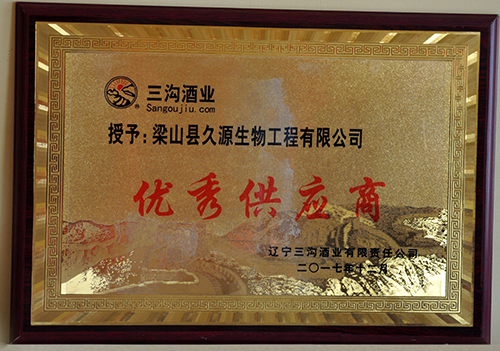 三沟酒业
Sangoujiu.com
授予：梁山县久源生物工程有限公司
优秀供应商
辽宁三沟酒业有限责任公司
二〇一七年十二月